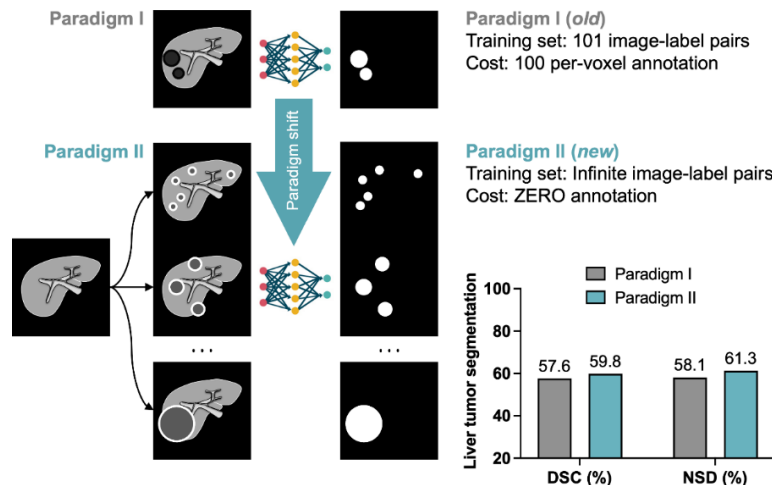 Paradigm I
Paradigm I (old)
Training set: 101 image-label pairs
Cost: 100 per-voxel annotation
Paradigm shift
Paradigm II
Paradigm II (new)
Training set: Infinite image-label pairs
Cost: ZERO annotation
...
...
Paradigm I
Paradigm II
Liver tumor segmentation
100
80
60
40
20
57.6
59.8
58.1
61.3
DSC (%)
NSD (%)